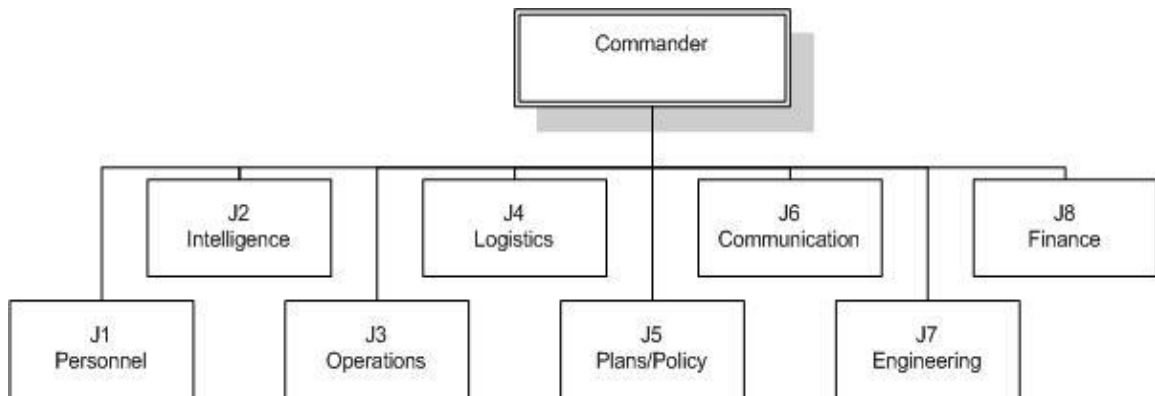 Commander
J2
Intelligence
J4
Logistics
J6
Communication
J8
Finance
J1
Personnel
J3
Operations
J5
Plans/Policy
J7
Engineering